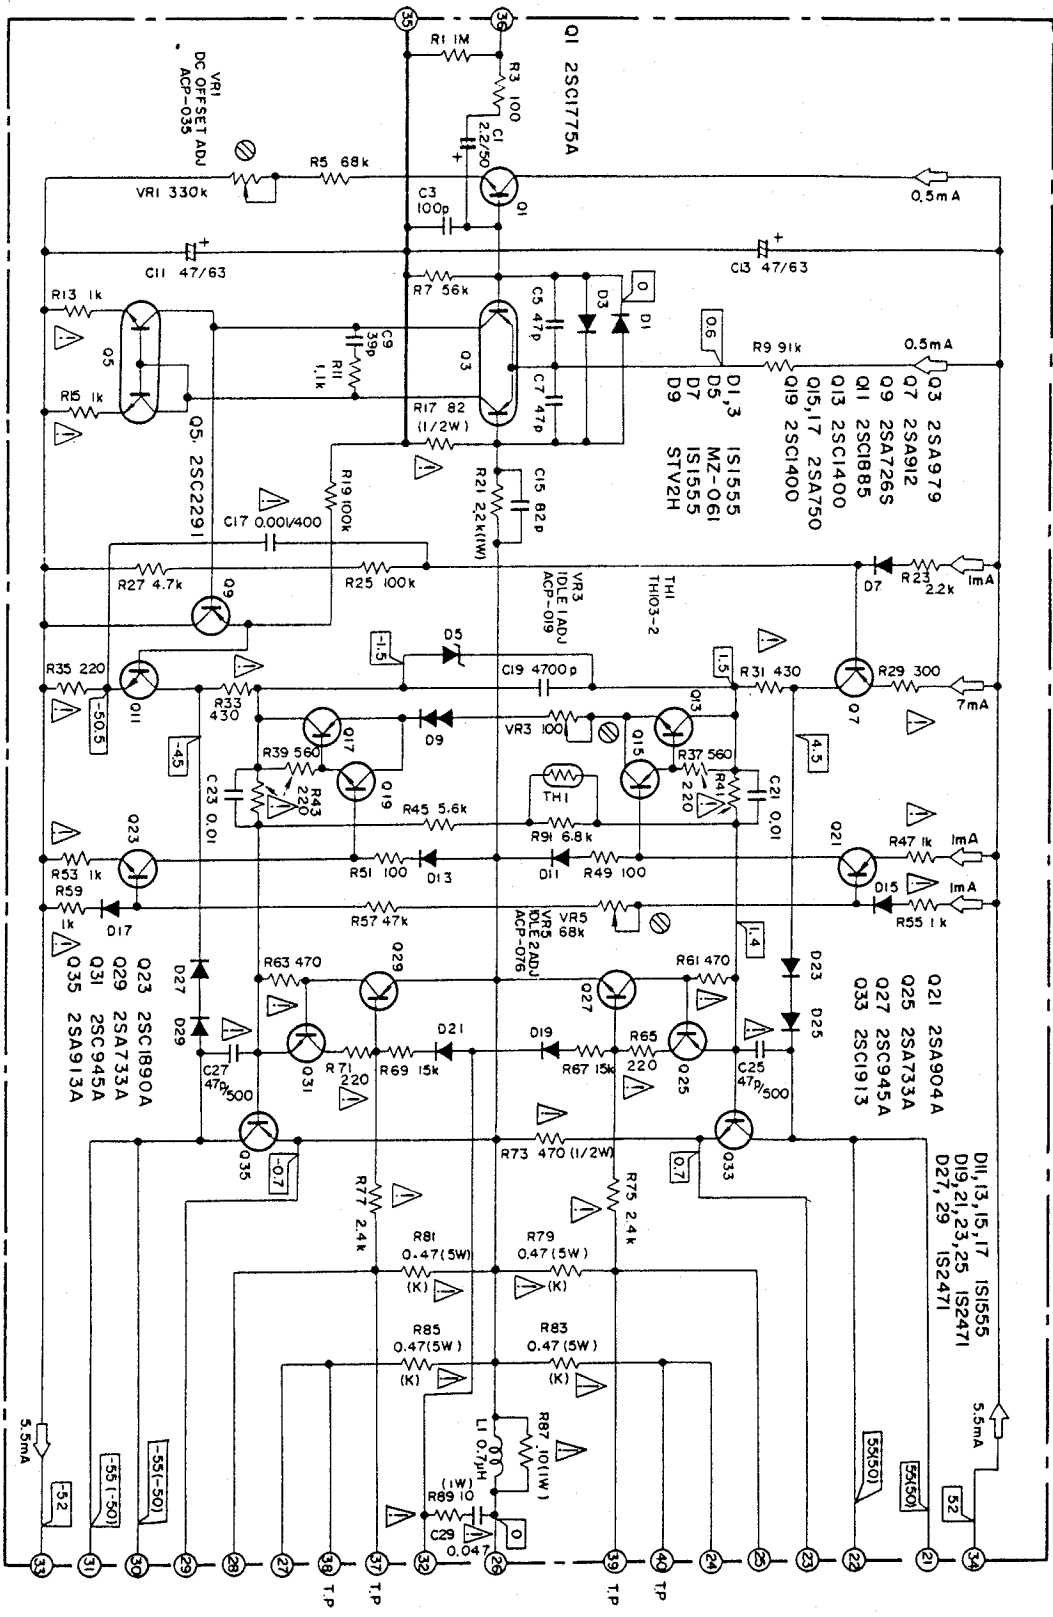 35
36
R1 1M
R3 100
C1
2.2/50
+
Q1 2SC1775A
VR1
DC OFFSET ADJ
ACP-035
VR1 330k
R5 68k
C3
100p
Q1
0.5mA
C11 47/63
+
C13 47/63
+
R13 1k
R15 1k
Q5
Q5, 2SC2291
C9
39p
R11
1.1k
R7 56k
Q3
C5 47p
C7 47p
D3
D1
0
0.6
R9 91k
0.5mA
R17 82
(1/2W)
R19 100k
R21 2.2k(1W)
C15 82p
D1,3 1S1555
D5 MZ-061
D7 1S1555
D9 STV2H
Q3 2SA979
Q7 2SA912
Q9 2SA726S
Q11 2SC1885
Q13 2SC1400
Q15,17 2SA750
Q19 2SC1400
C17 0.001/400
R27 4.7k
R25 100k
Q9
VR3
IDLE 1 ADJ
ACP-019
TH1
TH103-2
D7
R23
2.2k
1mA
R35 220
-50.5
Q11
R33
430
-4.5
-1.5
D5
C19 4700p
1.5
R31 430
4.5
Q7
R29 300
7mA
Q17
D9
VR3 100
Q13
Q15
R39 560
R43
220
C23 0.01
Q19
R37 560
R41
220
C21 0.01
R45 5.6k
TH1
R91 6.8k
Q23
R53 1k
R51 100
D13
D11
R49 100
Q21
R47 1k
1mA
R59
1k
D17
R57 47k
VR5
IDLE 2 ADJ
ACP-076
VR5
68k
D15
R55 1k
1mA
1.4
Q23 2SC1890A
Q29 2SA733A
Q31 2SC945A
Q35 2SA913A
D27
D29
R63 470
Q29
R61 470
Q27
D23
D25
Q21 2SA904A
Q25 2SA733A
Q27 2SC945A
Q33 2SC1913
C27
47p/500
Q31
R71
220
R69 15k
D21
D19
R67 15k
R65
220
Q25
C25
47p/500
Q35
-0.7
R73 470 (1/2W)
0.7
Q33
D11,13,15,17 1S1555
D19,21,23,25 1S2471
D27, 29 1S2471
R77 2.4k
R75 2.4k
R81
0.47(5W)
(K)
R79
0.47(5W)
(K)
R85
0.47(5W)
(K)
R83
0.47(5W)
(K)
R87 10(1W)
L1 0.7μH
(1W)
R89 10
C29
0.047
0
5.5mA
-52
-55(-50)
-55(-50)
55(50)
55(50)
52
5.5mA
33
31
30
29
28
27
38
37
32
26
39
40
24
25
23
22
21
34
T.P
T.P
T.P
T.P